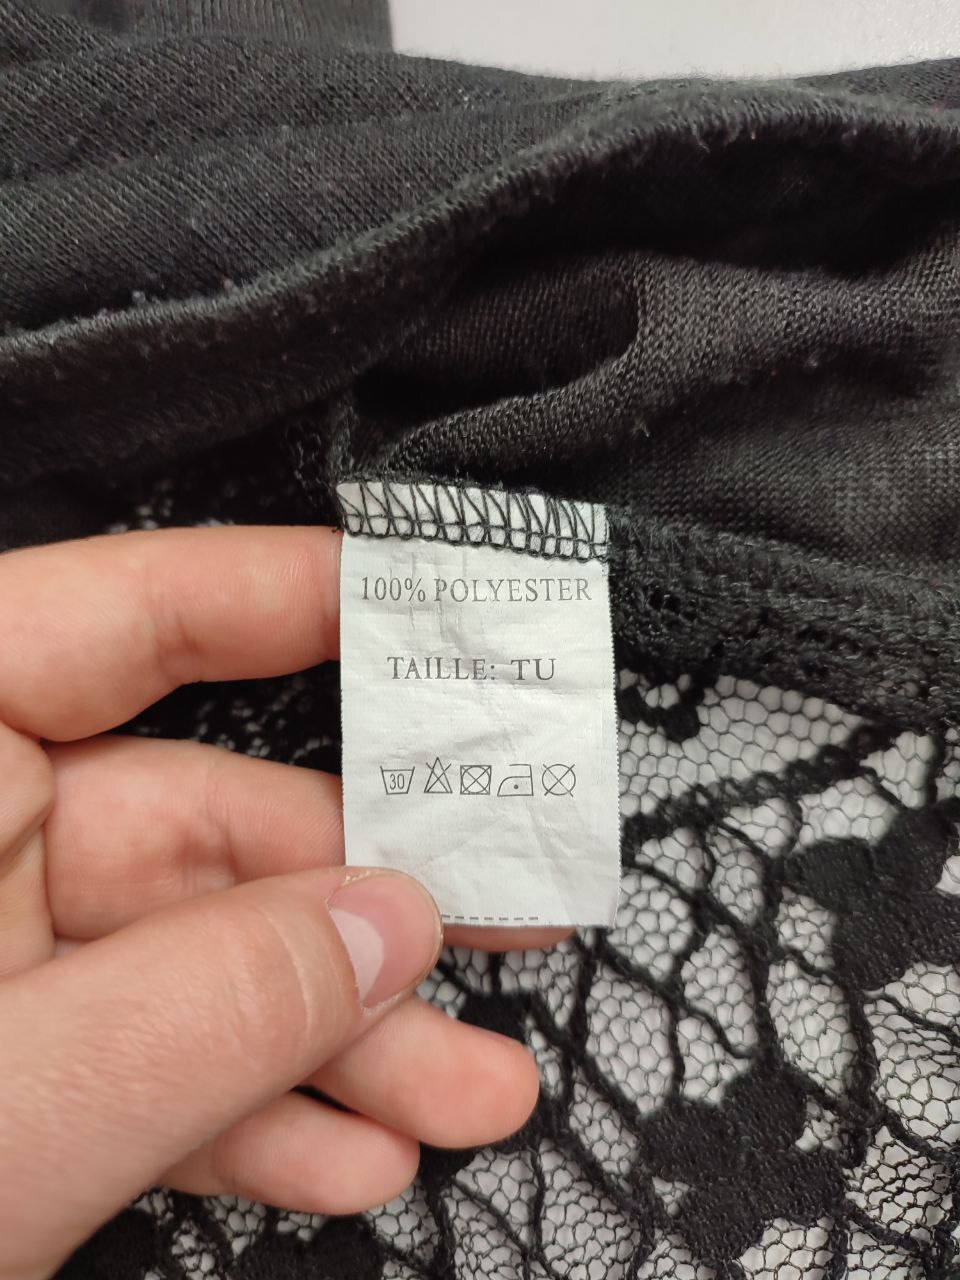 100% POLYESTER
TAILLE: TU
30